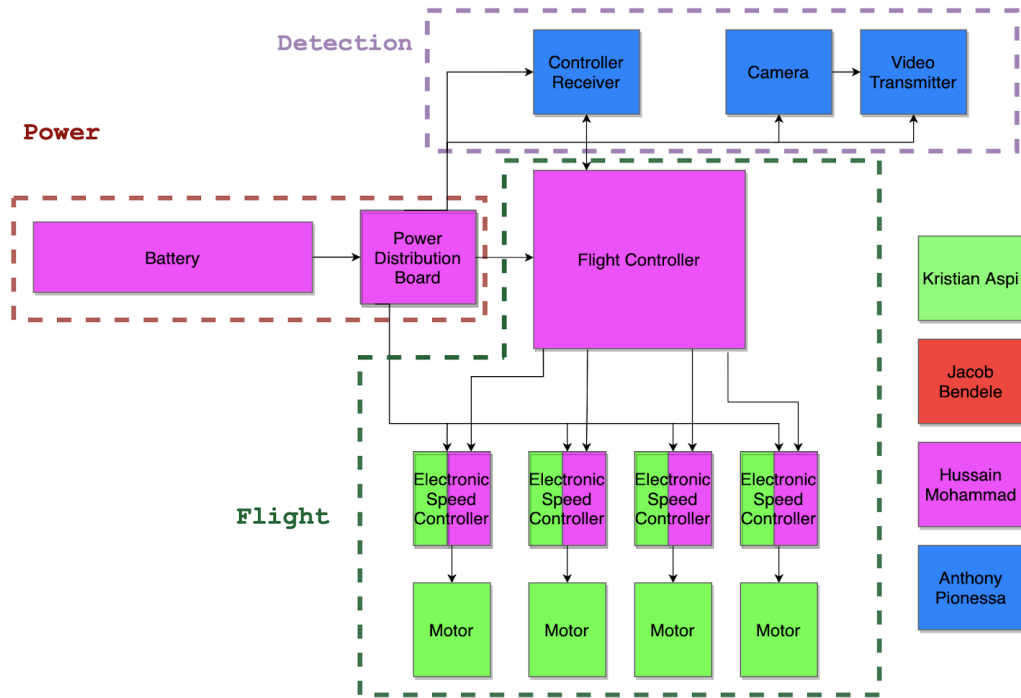 Detection
Controller
Receiver
Camera
Video
Transmitter
Power
Battery
Power
Distribution
Board
Flight Controller
Kristian Aspi
Jacob
Bendele
Hussain
Mohammad
Anthony
Pionessa
Flight
Electronic
Speed
Controller
Electronic
Speed
Controller
Electronic
Speed
Controller
Electronic
Speed
Controller
Motor
Motor
Motor
Motor